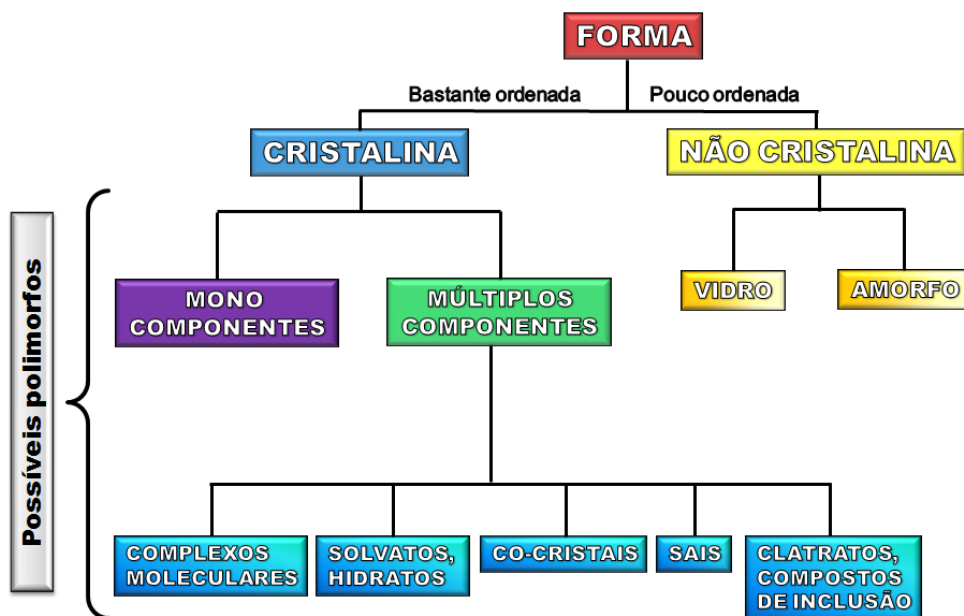 FORMA
Bastante ordenada
Pouco ordenada
CRISTALINA
NÃO CRISTALINA
Possíveis polimorfos
MONO
COMPONENTES
MÚLTIPLOS
COMPONENTES
VIDRO
AMORFO
COMPLEXOS
MOLECULARES
SOLVATOS,
HIDRATOS
CO-CRISTAIS
SAIS
CLATRATOS,
COMPOSTOS
DE INCLUSÃO